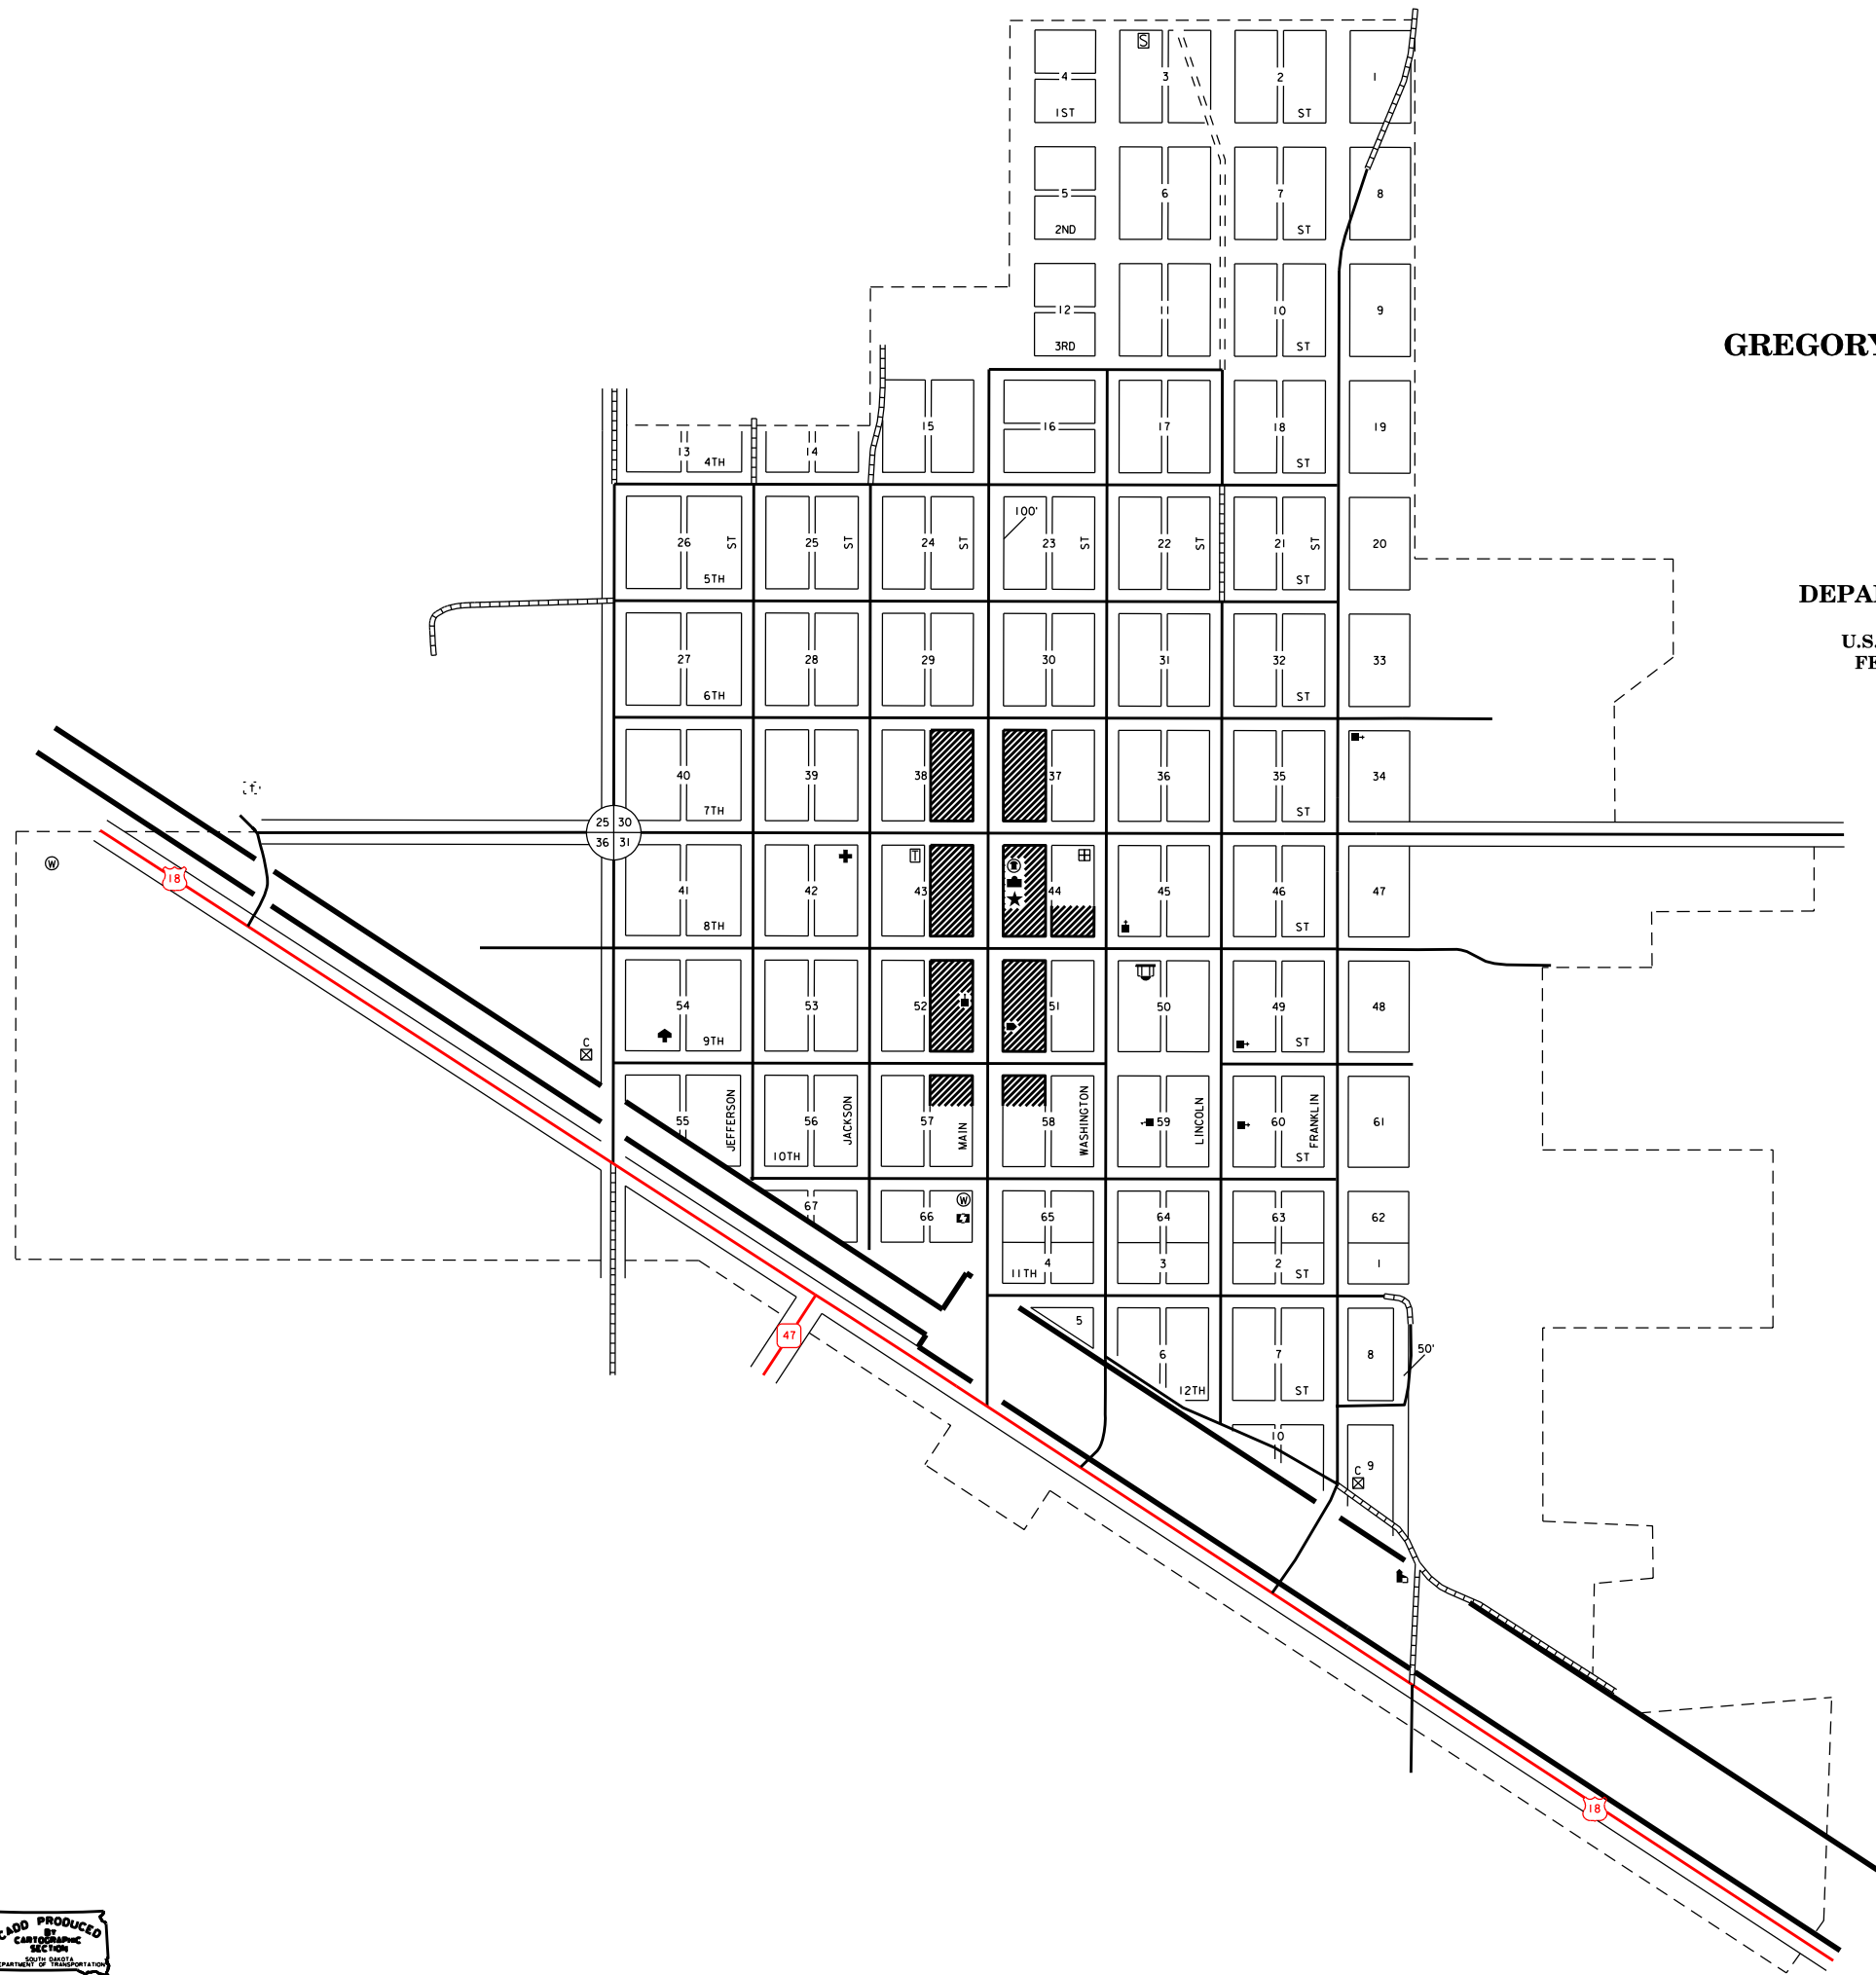 S
4 3 2 1
1ST ST
5 6 7 8
2ND ST
12 11 10 9
3RD ST
GREGORY
15 16 17 18 19
13 14
4TH ST
100'
26 ST 25 ST 24 ST 23 ST 22 ST 21 ST 20
5TH ST
DEPA
U.S.
FE
27 28 29 30 31 32 33
6TH ST
40 39 38 37 36 35 34
7TH ST
25 30
36 31
T
W
18
41 42 43 44 45 46 47
8TH ST
54 53 52 51 50 49 48
9TH ST
C
55 JEFFERSON 56 JACKSON 57 MAIN 58 WASHINGTON 59 LINCOLN 60 FRANKLIN 61
10TH ST
W
67 66 65 64 63 62
4 3 2 1
11TH ST
5
47
6 7 8 50'
12TH ST
10 9
C
18
CADD PRODUCED
BY
CARTOGRAPHIC
SECTION
SOUTH DAKOTA
EPARTMENT OF TRANSPORTATION